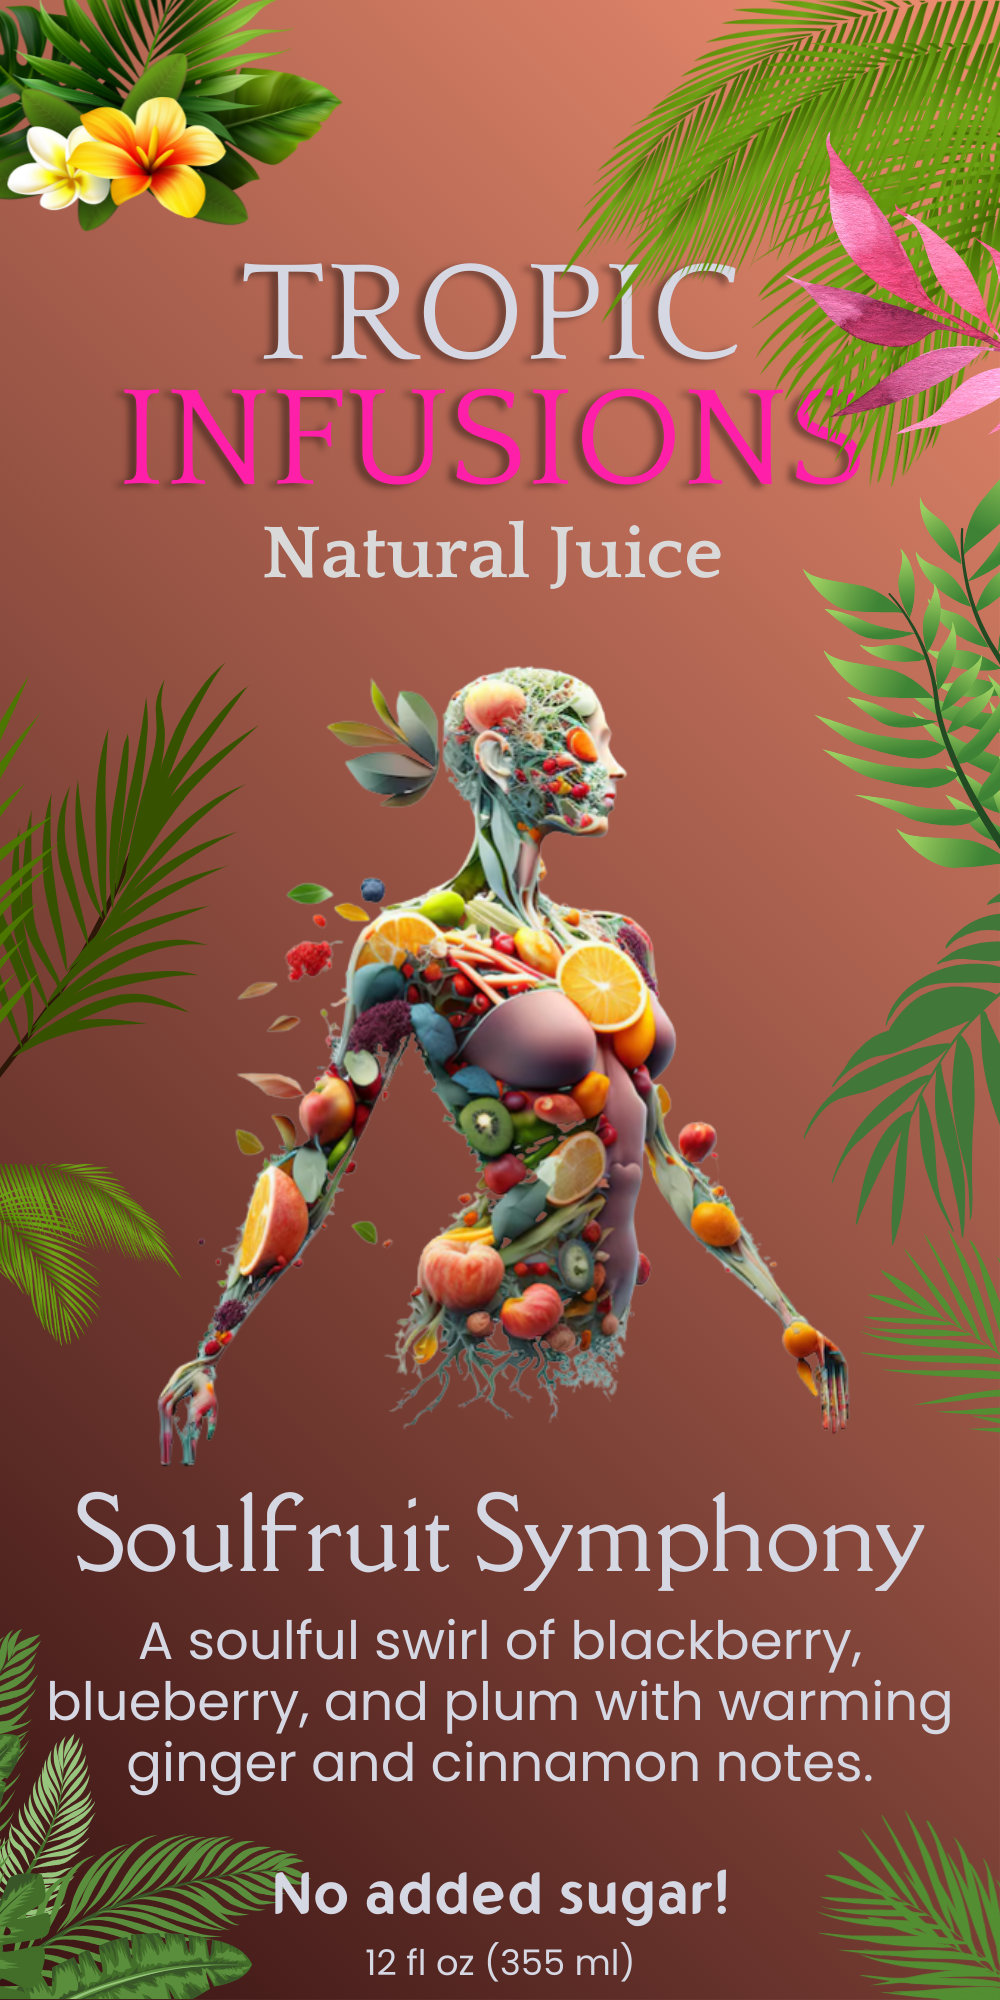 TROPIC
INFUSIONS
Natural Juice
Soulfruit Symphony
A soulful swirl of blackberry,
blueberry, and plum with warming
ginger and cinnamon notes.
No added sugar!
12 fl oz (355 ml)